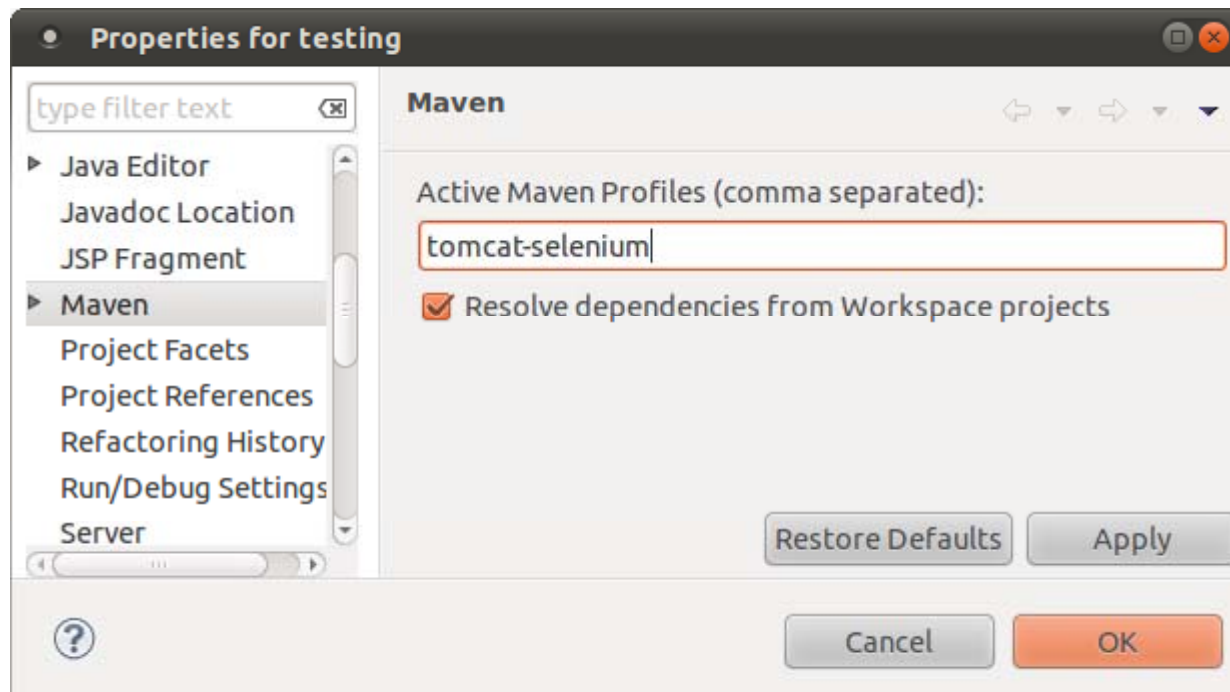 Properties for testing
type filter text
Java Editor
Javadoc Location
JSP Fragment
Maven
Project Facets
Project References
Refactoring History
Run/Debug Settings
Server
Maven
Active Maven Profiles (comma separated):
tomcat-selenium
Resolve dependencies from Workspace projects
Restore Defaults
Apply
Cancel
OK